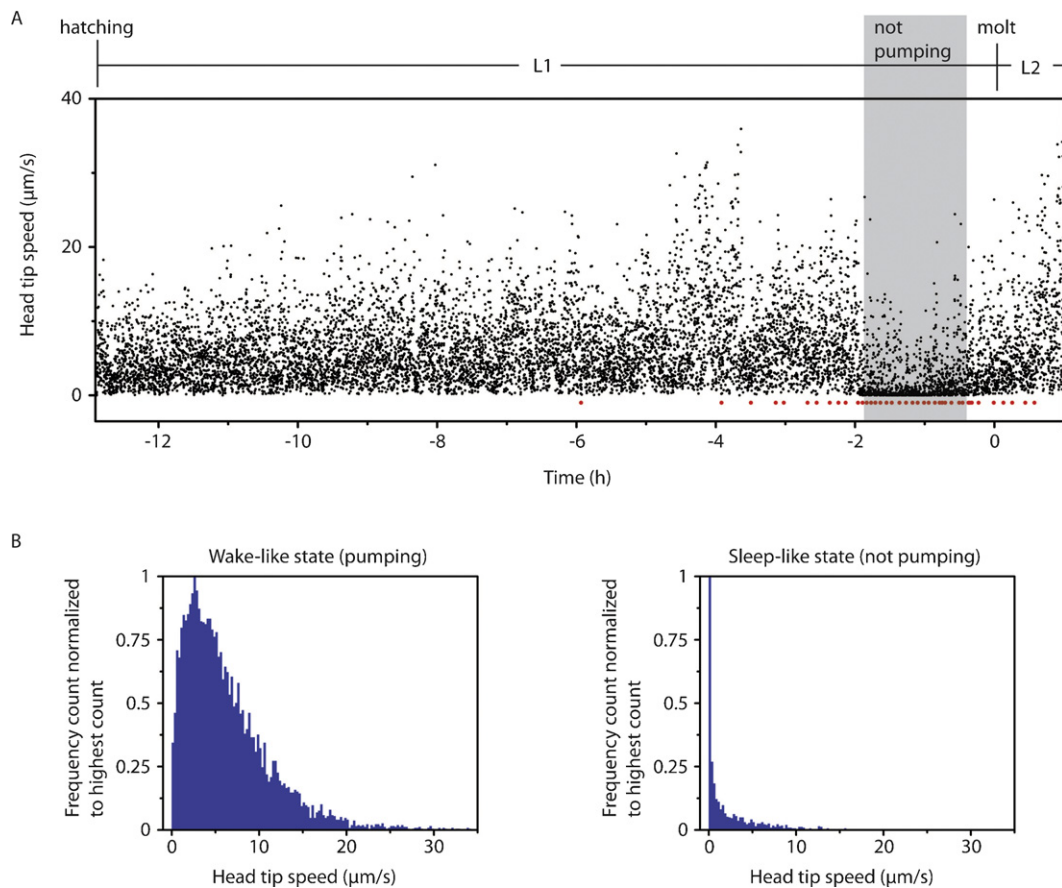 A
hatching
not
pumping
molt
L1
L2
40
20
0
Head tip speed (µm/s)
-12
-10
-8
-6
-4
-2
0
Time (h)
B
Wake-like state (pumping)
1
0.75
0.5
0.25
0
Frequency count normalized
to highest count
0
10
20
30
Head tip speed (µm/s)
Sleep-like state (not pumping)
1
0.75
0.5
0.25
0
Frequency count normalized
to highest count
0
10
20
30
Head tip speed (µm/s)